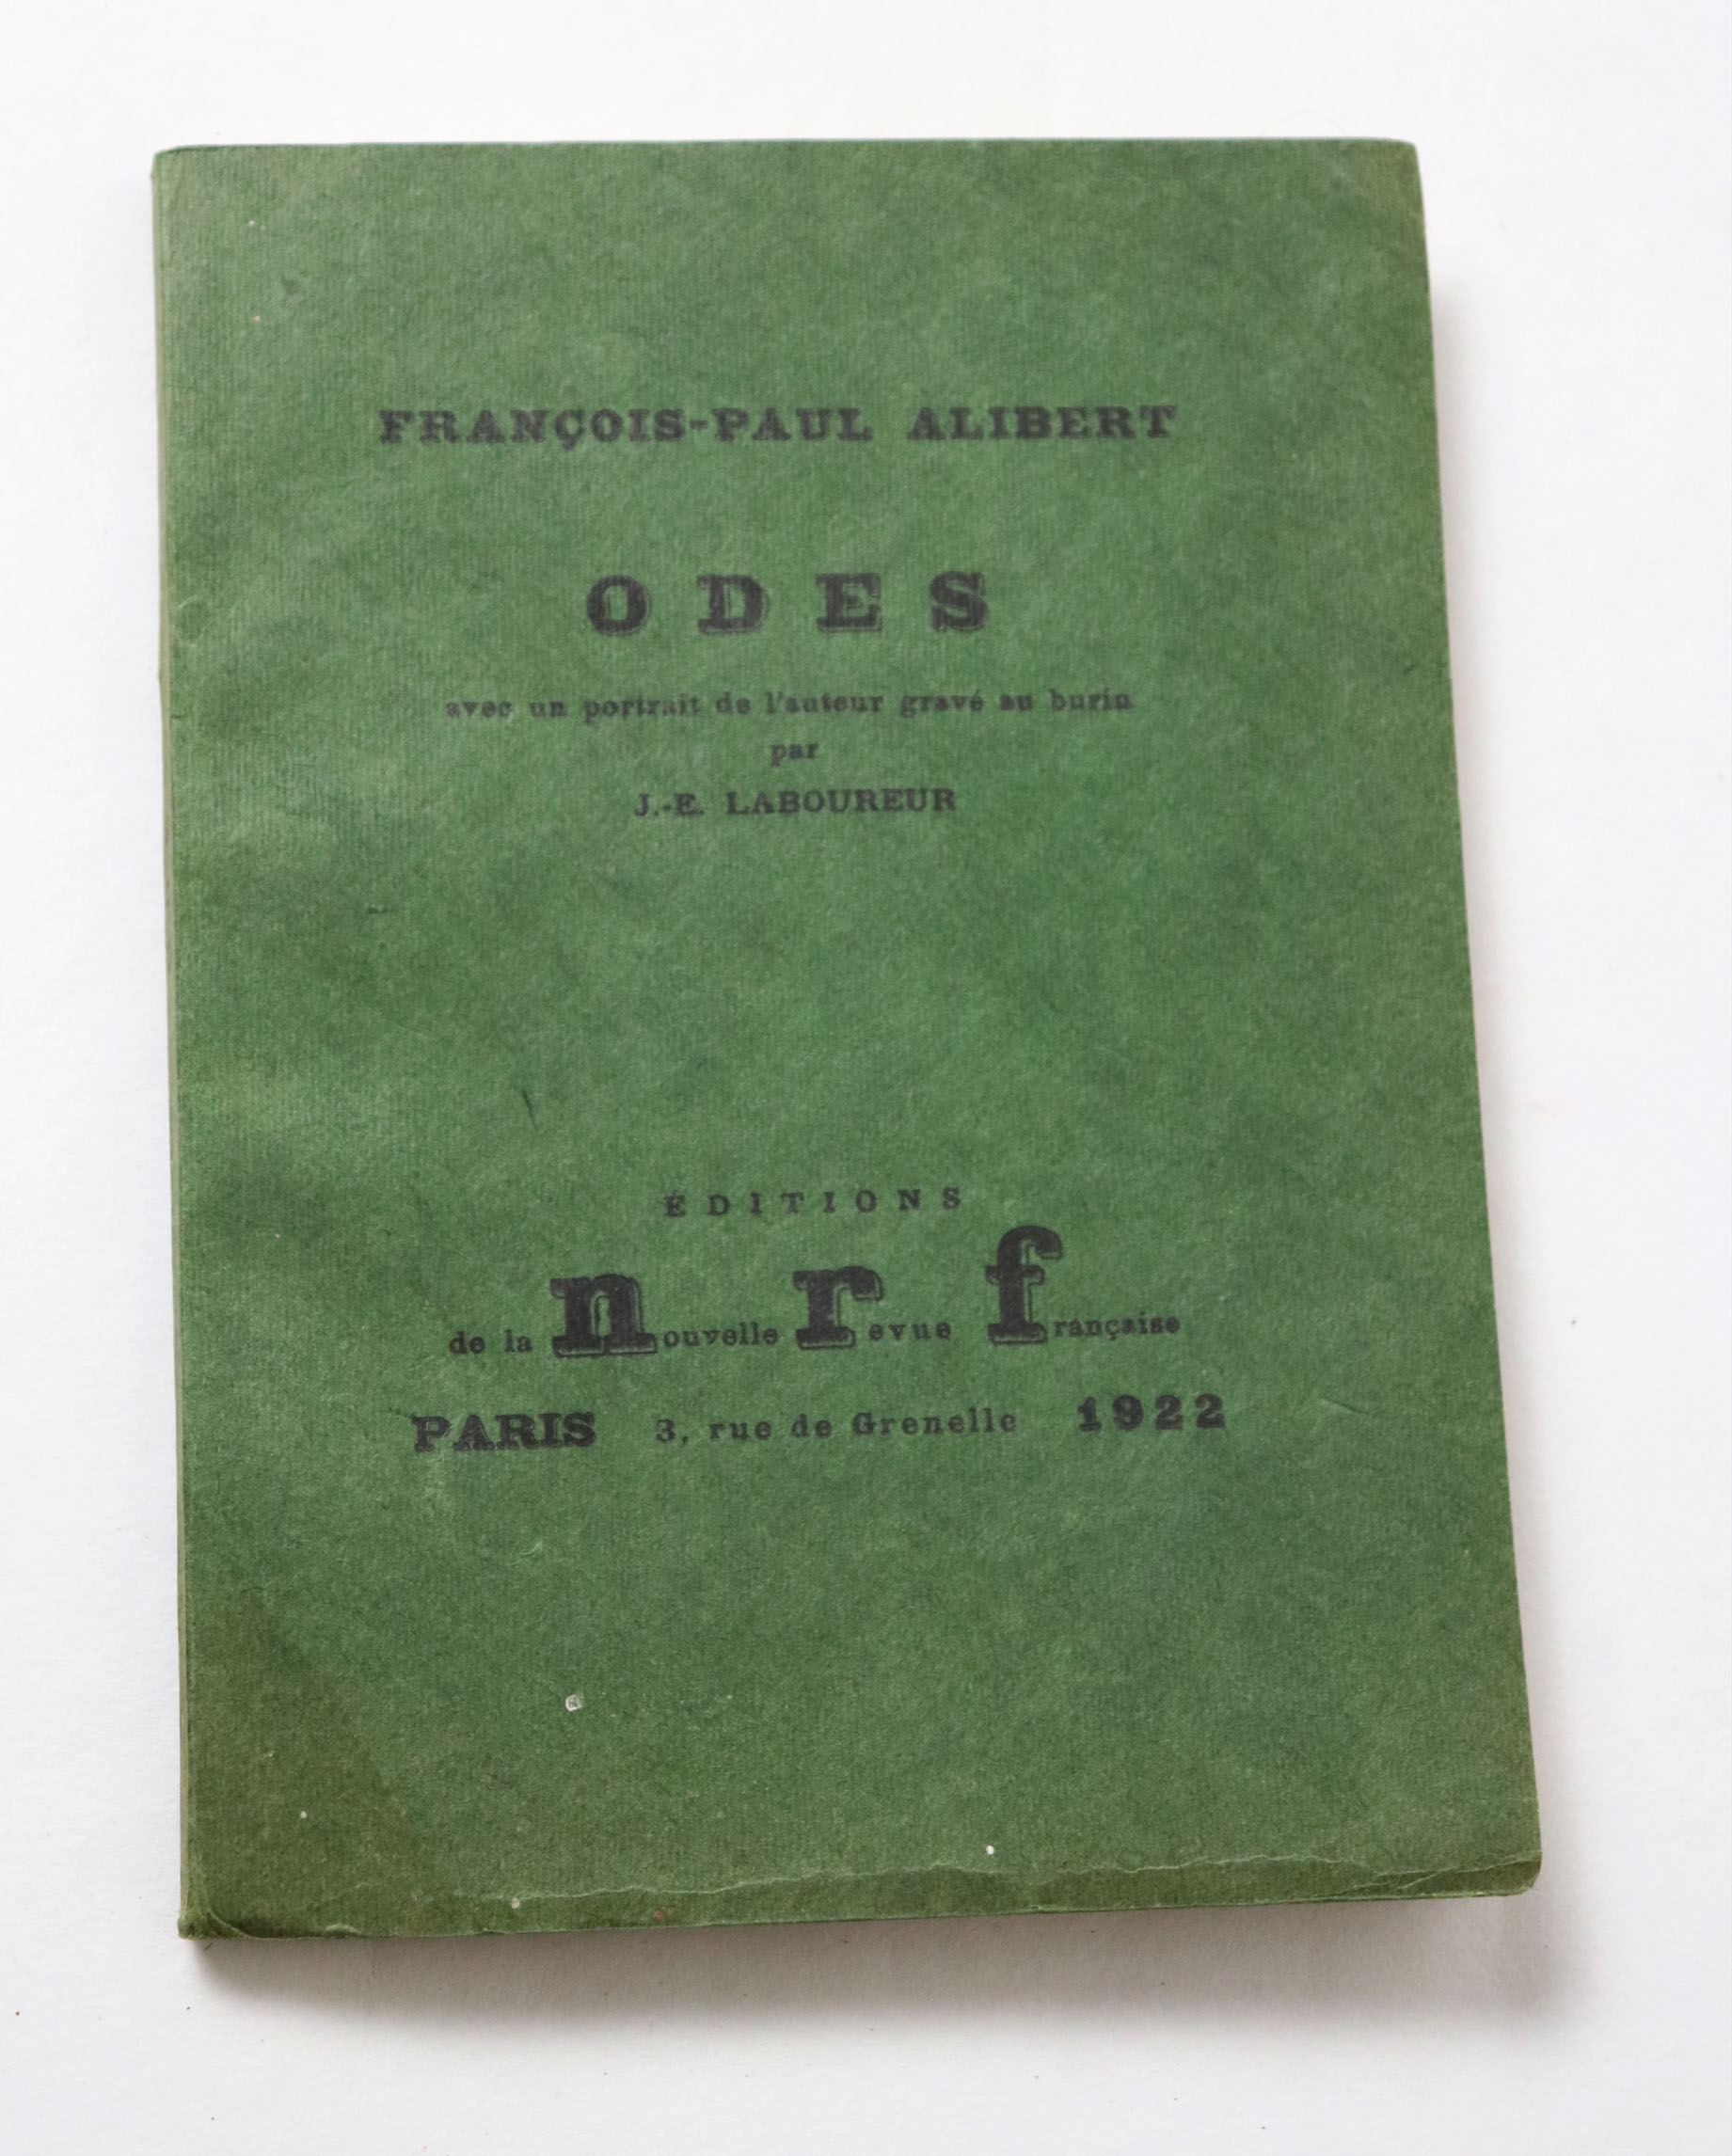 FRANÇOIS-PAUL ALIBERT
ODES
avec un portrait de l'auteur gravé au burin
par
J.-E. LABOUREUR
ÉDITIONS
de la nouvelle revue française
PARIS 3, rue de Grenelle 1922